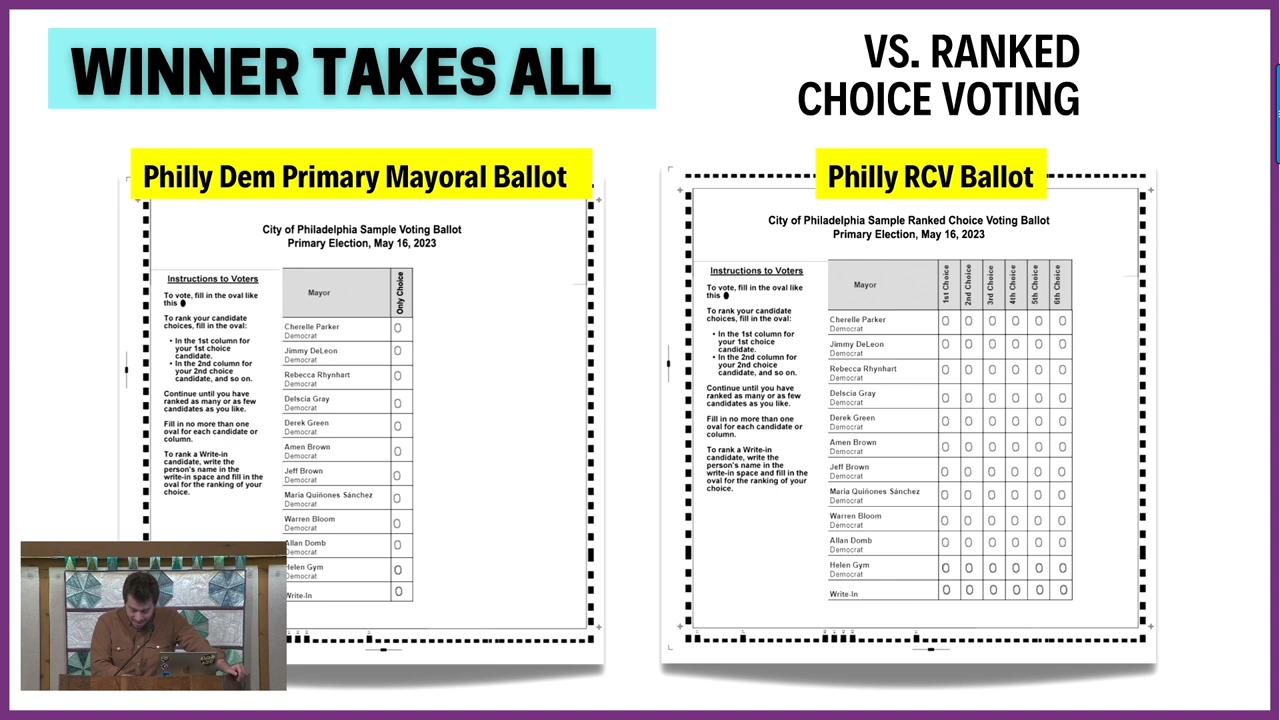 WINNER TAKES ALL
VS. RANKED
CHOICE VOTING
Philly Dem Primary Mayoral Ballot
City of Philadelphia Sample Voting Ballot
Primary Election, May 16, 2023
Instructions to Voters
To vote, fill in the oval like
this
To rank your candidate
choices, fill in the oval:
• In the 1st column for
your 1st choice
candidate.
• In the 2nd column for
your 2nd choice
candidate, and so on.
Continue until you have
ranked as many or as few
candidates as you like.
Fill in no more than one
oval for each candidate or
column.
To rank a Write-in
candidate, write the
person's name in the
write-in space and fill in the
oval for the ranking of your
choice.
Mayor
Only Choice
Cherelle Parker
Democrat
Jimmy DeLeon
Democrat
Rebecca Rhynhart
Democrat
Delscia Gray
Democrat
Derek Green
Democrat
Amen Brown
Democrat
Jeff Brown
Democrat
Maria Quiñones Sánchez
Democrat
Warren Bloom
Democrat
Allan Domb
Democrat
Helen Gym
Democrat
Write-In
Philly RCV Ballot
City of Philadelphia Sample Ranked Choice Voting Ballot
Primary Election, May 16, 2023
Instructions to Voters
To vote, fill in the oval like
this
To rank your candidate
choices, fill in the oval:
• In the 1st column for
your 1st choice
candidate.
• In the 2nd column for
your 2nd choice
candidate, and so on.
Continue until you have
ranked as many or as few
candidates as you like.
Fill in no more than one
oval for each candidate or
column.
To rank a Write-in
candidate, write the
person's name in the
write-in space and fill in the
oval for the ranking of your
choice.
Mayor
1st Choice
2nd Choice
3rd Choice
4th Choice
5th Choice
6th Choice
Cherelle Parker
Democrat
Jimmy DeLeon
Democrat
Rebecca Rhynhart
Democrat
Delscia Gray
Democrat
Derek Green
Democrat
Amen Brown
Democrat
Jeff Brown
Democrat
Maria Quiñones Sánchez
Democrat
Warren Bloom
Democrat
Allan Domb
Democrat
Helen Gym
Democrat
Write-In